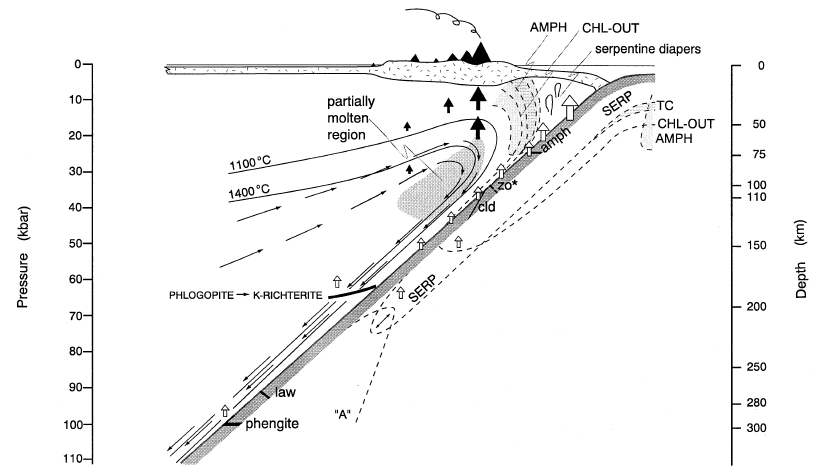 AMPH
CHL-OUT
serpentine diapers
0
10
20
30
40
50
60
70
80
90
100
110
Pressure (kbar)
partially
molten
region
1100 °C
1400 °C
SERP
TC
CHL-OUT
AMPH
amph
zo*
cld
PHLOGOPITE → K-RICHTERITE
SERP
law
phengite
"A"
0
50
75
100
110
150
200
250
280
300
Depth (km)